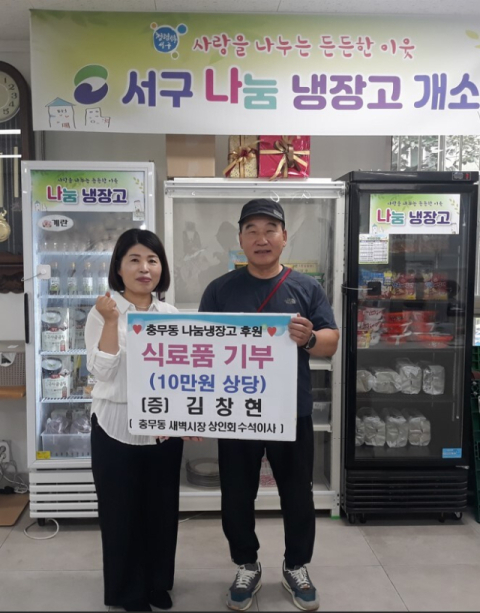 사랑을 나누는 든든한 이웃
서구 나눔 냉장고 개소
나눔 냉장고
계란
나눔 냉장고
충무동 나눔냉장고 후원
식료품 기부
(10만원 상당)
(증) 김창현
( 충무동 새벽시장 상인회 수석이사 )